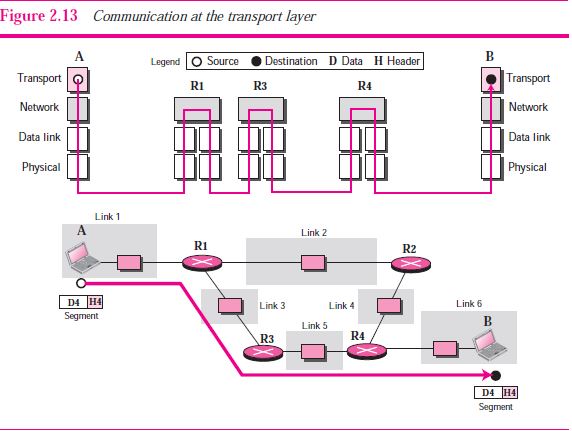 Figure 2.13 Communication at the transport layer
A
Legend Source Destination D Data H Header
B
Transport
R1
R3
R4
Transport
Network
Network
Data link
Data link
Physical
Physical
Link 1
A
R1
Link 2
R2
D4 H4
Segment
Link 3
Link 4
Link 6
R3
Link 5
R4
B
D4 H4
Segment